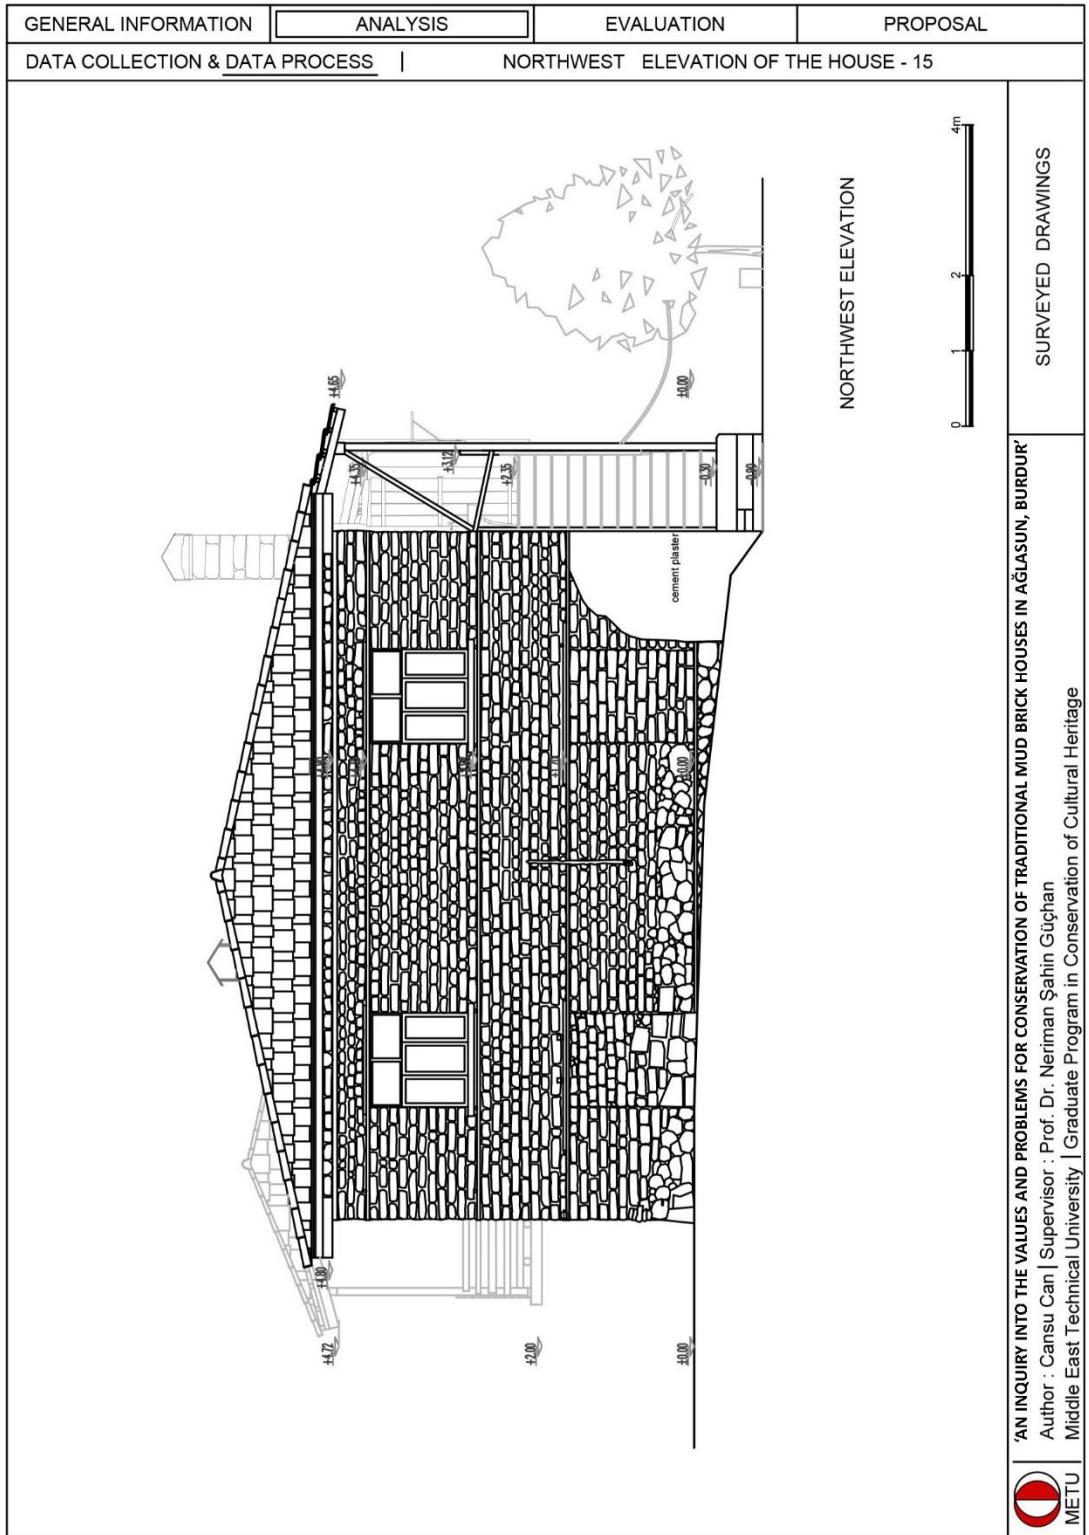 GENERAL INFORMATION
ANALYSIS
EVALUATION
PROPOSAL
DATA COLLECTION & DATA PROCESS |
NORTHWEST ELEVATION OF THE HOUSE - 15
+4.72
+2.00
±0.00
+4.80
±0.00
cement plaster
+4.35
+3.12
+2.35
-0.30
-0.90
+4.65
±0.00
NORTHWEST ELEVATION
0 1 2 4m
SURVEYED DRAWINGS
METU
'AN INQUIRY INTO THE VALUES AND PROBLEMS FOR CONSERVATION OF TRADITIONAL MUD BRICK HOUSES IN AĞLASUN, BURDUR'
Author : Cansu Can | Supervisor : Prof. Dr. Neriman Şahin Güçhan
Middle East Technical University | Graduate Program in Conservation of Cultural Heritage